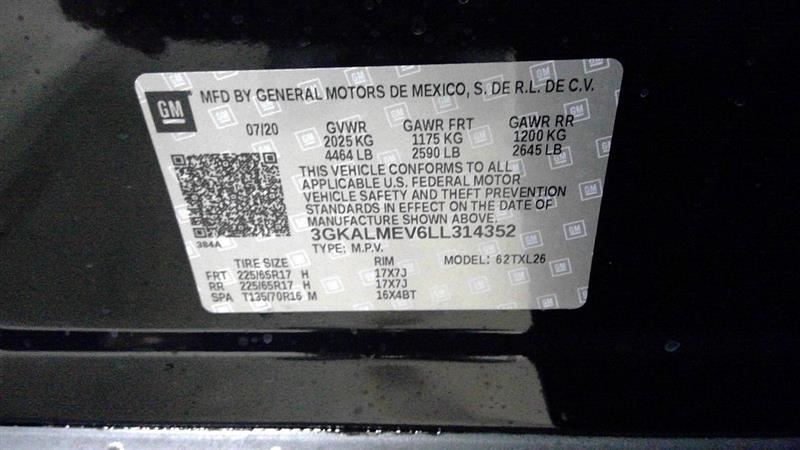 GM
MFD BY GENERAL MOTORS DE MEXICO, S. DE R.L. DE C.V.
07/20 GVWR GAWR FRT GAWR RR
2025 KG 1175 KG 1200 KG
4464 LB 2590 LB 2645 LB
THIS VEHICLE CONFORMS TO ALL
APPLICABLE U.S. FEDERAL MOTOR
VEHICLE SAFETY AND THEFT PREVENTION
STANDARDS IN EFFECT ON THE DATE OF
MANUFACTURE SHOWN ABOVE.
3GKALMEV6LL314352
384A
TYPE: M.P.V. MODEL: 62TXL26
TIRE SIZE RIM
FRT 225/65R17 H 17X7J
RR 225/65R17 H 17X7J
SPA T135/70R16 M 16X4BT